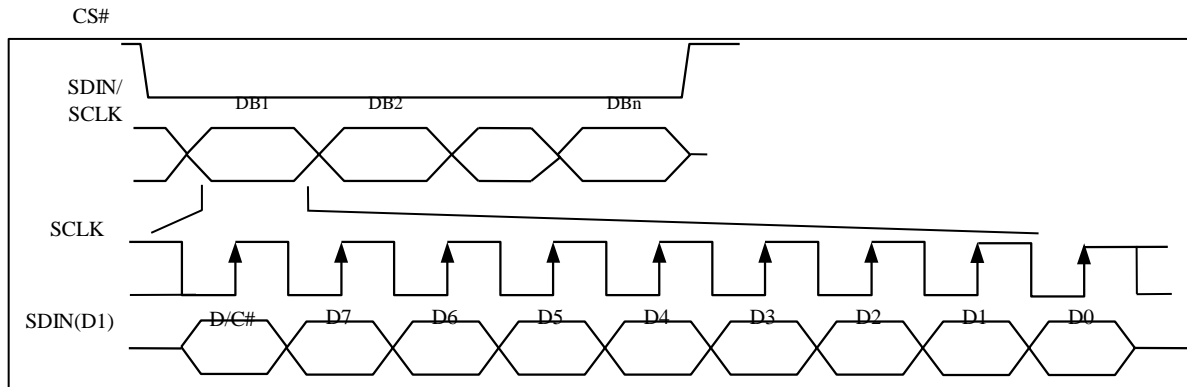 CS#
SDIN/
SCLK
DB1 DB2 DBn
SCLK
SDIN(D1)
D/C# D7 D6 D5 D4 D3 D2 D1 D0